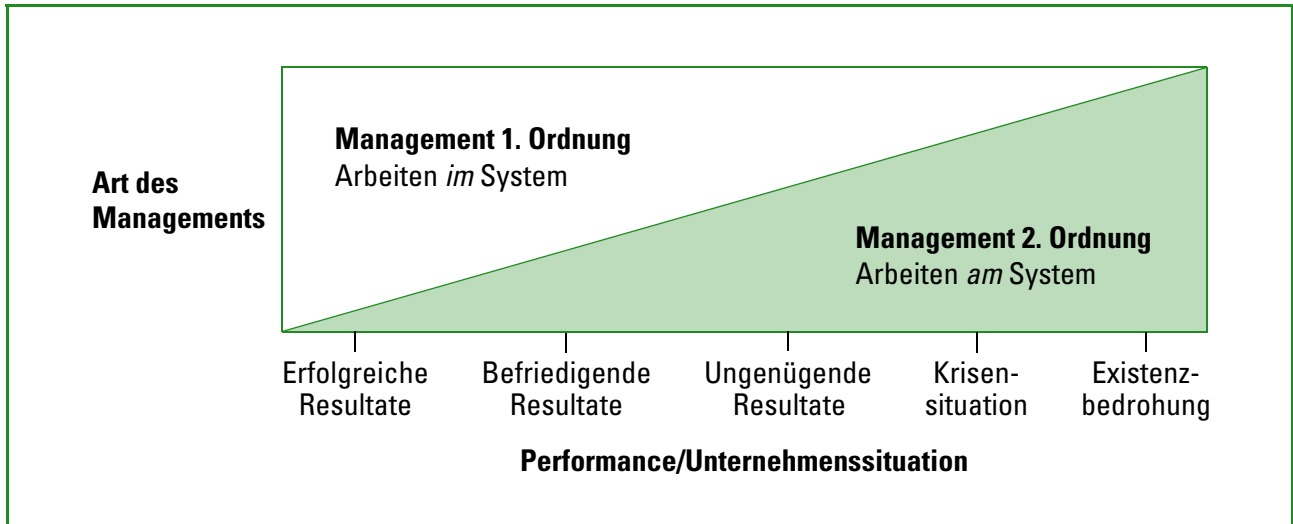 Management 1. Ordnung
Arbeiten im System
Art des
Managements
Management 2. Ordnung
Arbeiten am System
Erfolgreiche
Resultate
Befriedigende
Resultate
Ungenügende
Resultate
Krisen-
situation
Existenz-
bedrohung
Performance/Unternehmenssituation